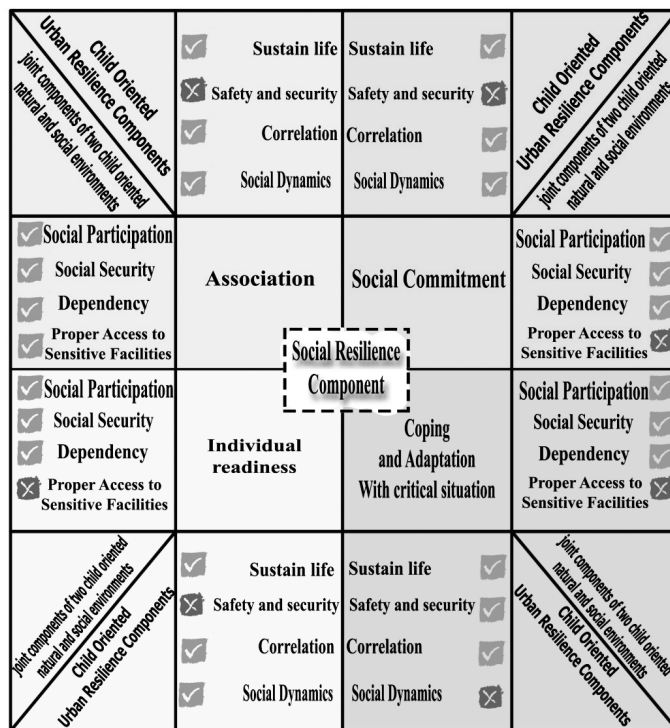 Child Oriented
Urban Resilience Components
joint components of two child oriented
natural and social environments
Sustain life
Safety and security
Correlation
Social Dynamics
Sustain life
Safety and security
Correlation
Social Dynamics
Child Oriented
Urban Resilience Components
joint components of two child oriented
natural and social environments
Social Participation
Social Security
Dependency
Proper Access to
Sensitive Facilities
Association
Social Commitment
Social Participation
Social Security
Dependency
Proper Access to
Sensitive Facilities
Social Resilience
Component
Social Participation
Social Security
Dependency
Proper Access to
Sensitive Facilities
Individual
readiness
Coping
and Adaptation
With critical situation
Social Participation
Social Security
Dependency
Proper Access to
Sensitive Facilities
joint components of two child oriented
natural and social environments
Child Oriented
Urban Resilience Components
Sustain life
Safety and security
Correlation
Social Dynamics
Sustain life
Safety and security
Correlation
Social Dynamics
joint components of two child oriented
natural and social environments
Child Oriented
Urban Resilience Components